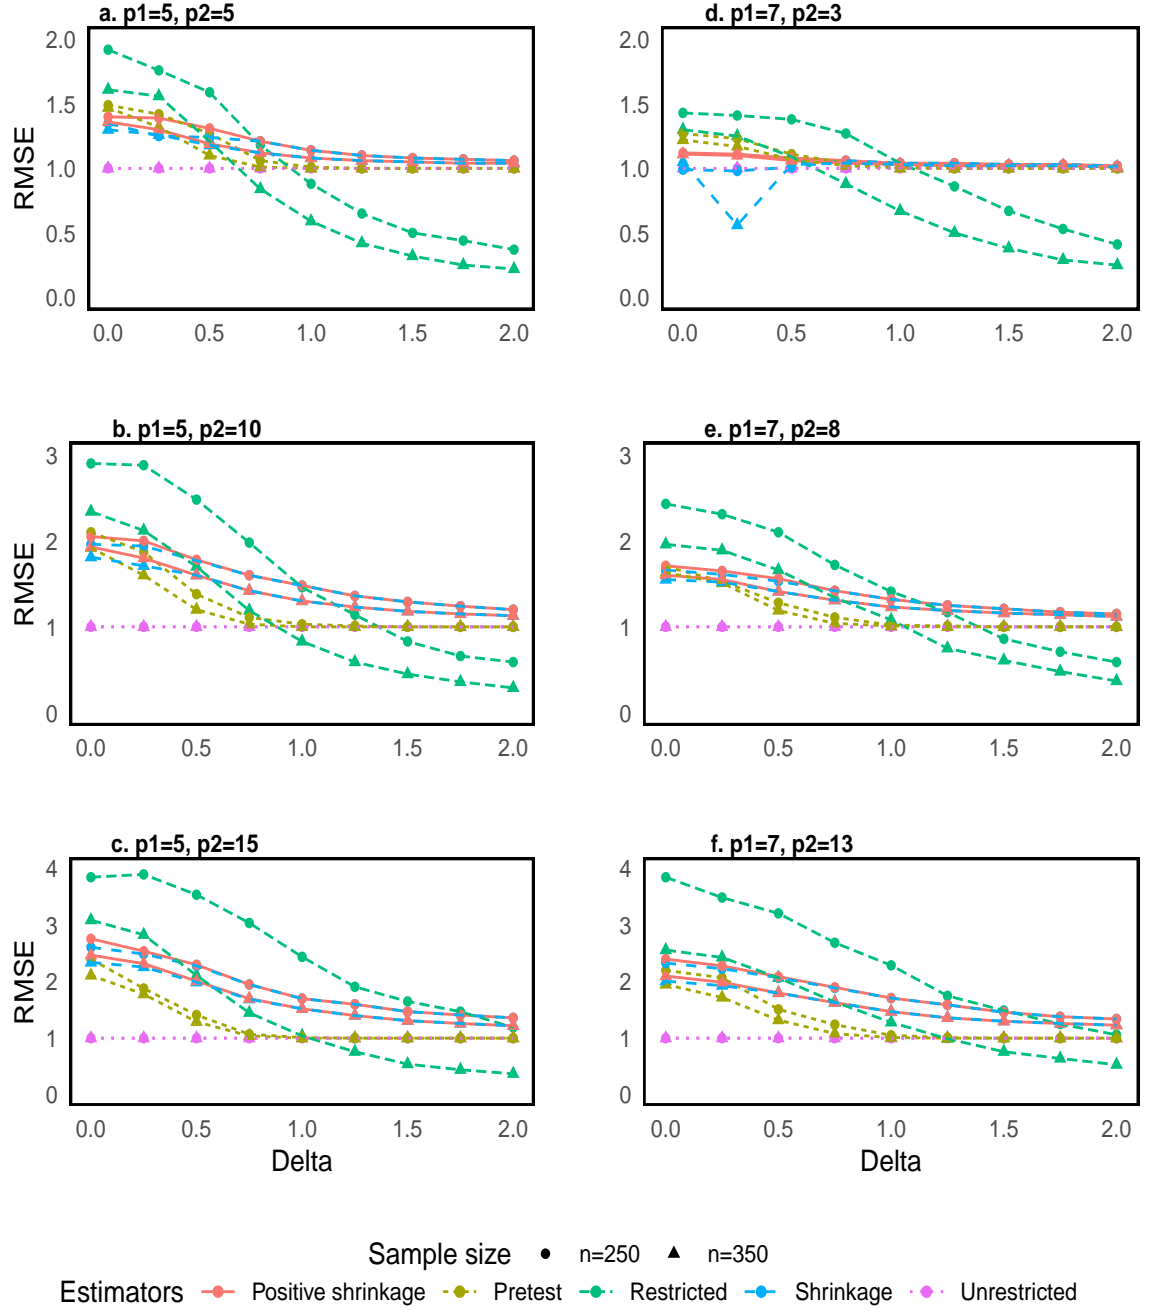 a. p1=5, p2=5
2.0
1.5
1.0
0.5
0.0
RMSE
0.0 0.5 1.0 1.5 2.0
d. p1=7, p2=3
2.0
1.5
1.0
0.5
0.0
0.0 0.5 1.0 1.5 2.0
b. p1=5, p2=10
3
2
1
0
0.0 0.5 1.0 1.5 2.0
e. p1=7, p2=8
3
2
1
0
0.0 0.5 1.0 1.5 2.0
c. p1=5, p2=15
4
3
2
1
0
RMSE
0.0 0.5 1.0 1.5 2.0
Delta
f. p1=7, p2=13
4
3
2
1
0
0.0 0.5 1.0 1.5 2.0
Delta
Sample size n=250 n=350
Estimators Positive shrinkage Pretest Restricted Shrinkage Unrestricted